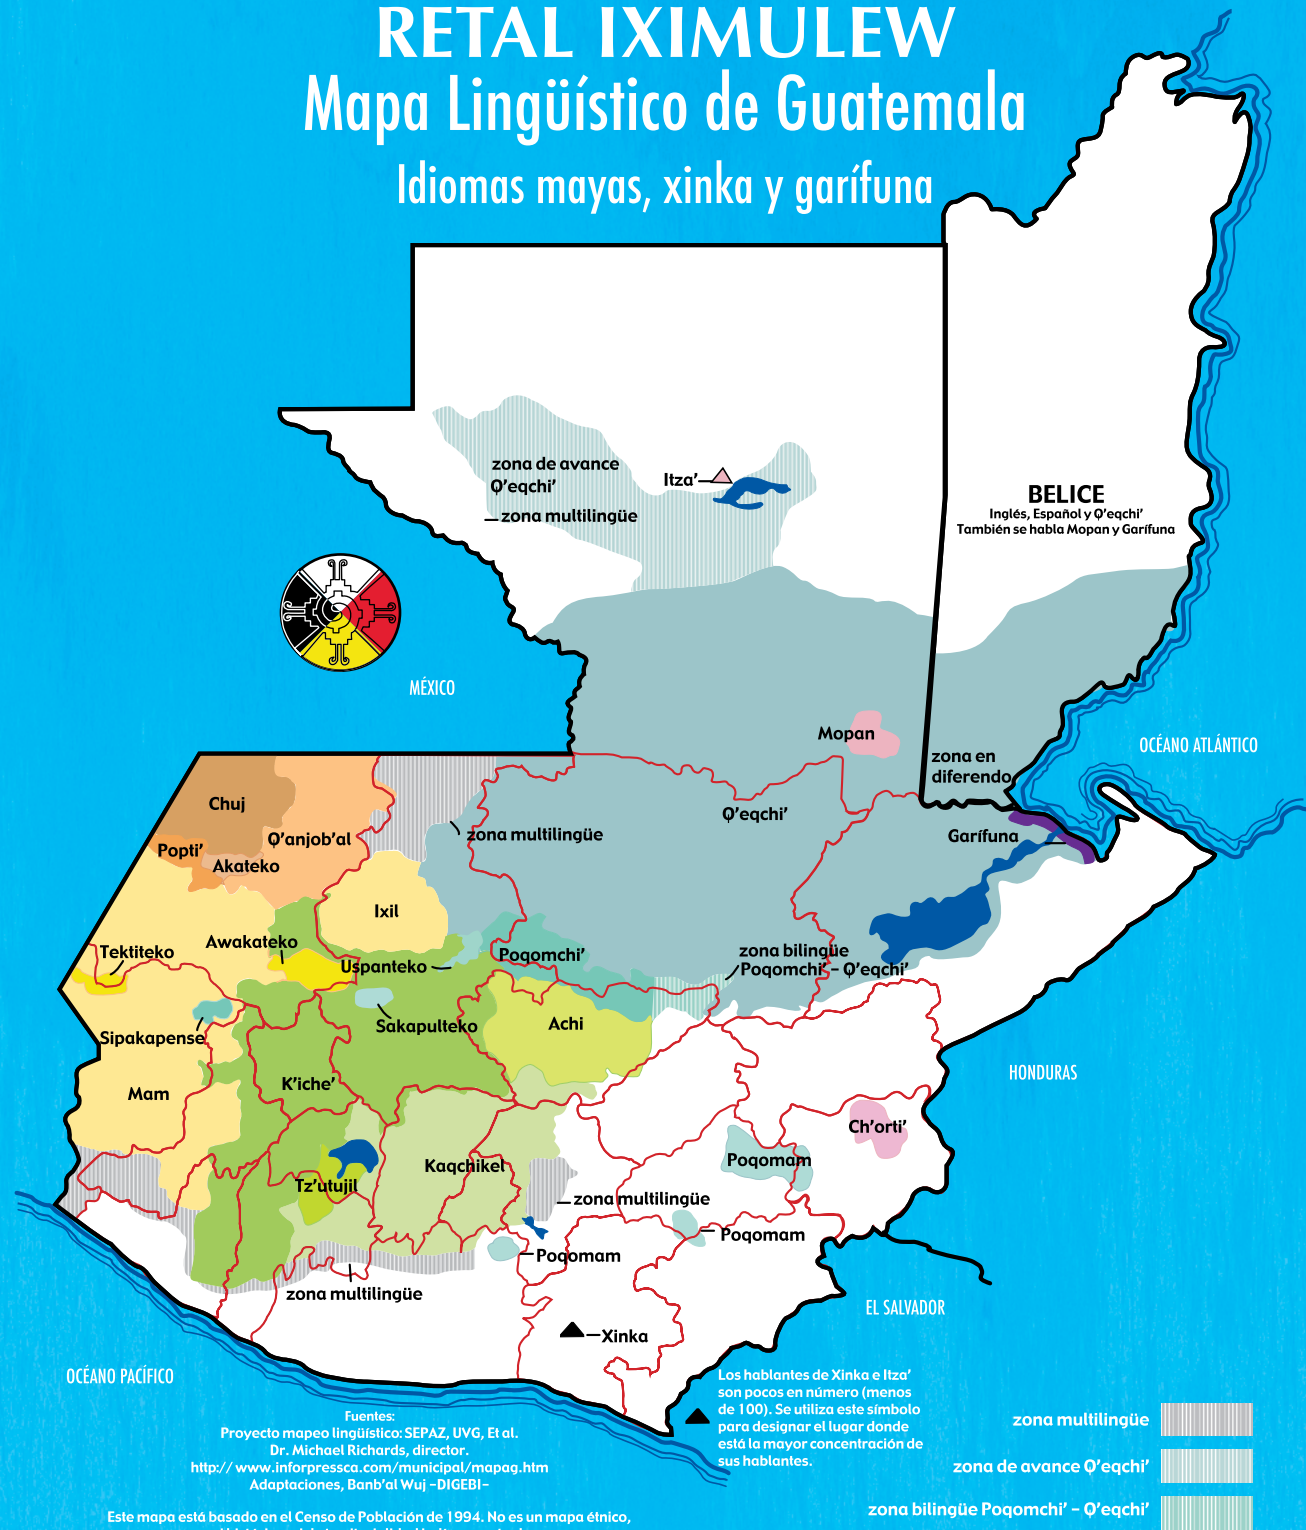 RETAL IXIMULEW
Mapa Lingüístico de Guatemala
Idiomas mayas, xinka y garífuna
zona de avance
Q'eqchi'
Itza'
zona multilingüe
BELICE
Inglés, Español y Q'eqchi'
También se habla Mopan y Garífuna
MÉXICO
Mopan
OCÉANO ATLÁNTICO
zona en
diferendo
Chuj
Q'anjob'al
Popti'
Akateko
zona multilingüe
Q'eqchi'
Garífuna
Ixil
Tektiteko
Awakateko
Uspanteko
Poqomchi'
zona bilingüe
Poqomchi' - Q'eqchi'
Sipakapense
Sakapulteko
Achi
Mam
K'iche'
HONDURAS
Ch'orti'
Kaqchikel
Poqomam
Tz'utujil
zona multilingüe
Poqomam
Poqomam
zona multilingüe
EL SALVADOR
Xinka
OCÉANO PACÍFICO
Los hablantes de Xinka e Itza'
son pocos en número (menos
de 100). Se utiliza este símbolo
para designar el lugar donde
está la mayor concentración de
sus hablantes.
Fuentes:
Proyecto mapeo lingüístico: SEPAZ, UVG, Et al.
Dr. Michael Richards, director.
http:// www.inforpressca.com/municipal/mapag.htm
Adaptaciones, Banb'al Wuj -DIGEBI-
Este mapa está basado en el Censo de Población de 1994. No es un mapa étnico,
zona multilingüe
zona de avance Q'eqchi'
zona bilingüe Poqomchi' - Q'eqchi'